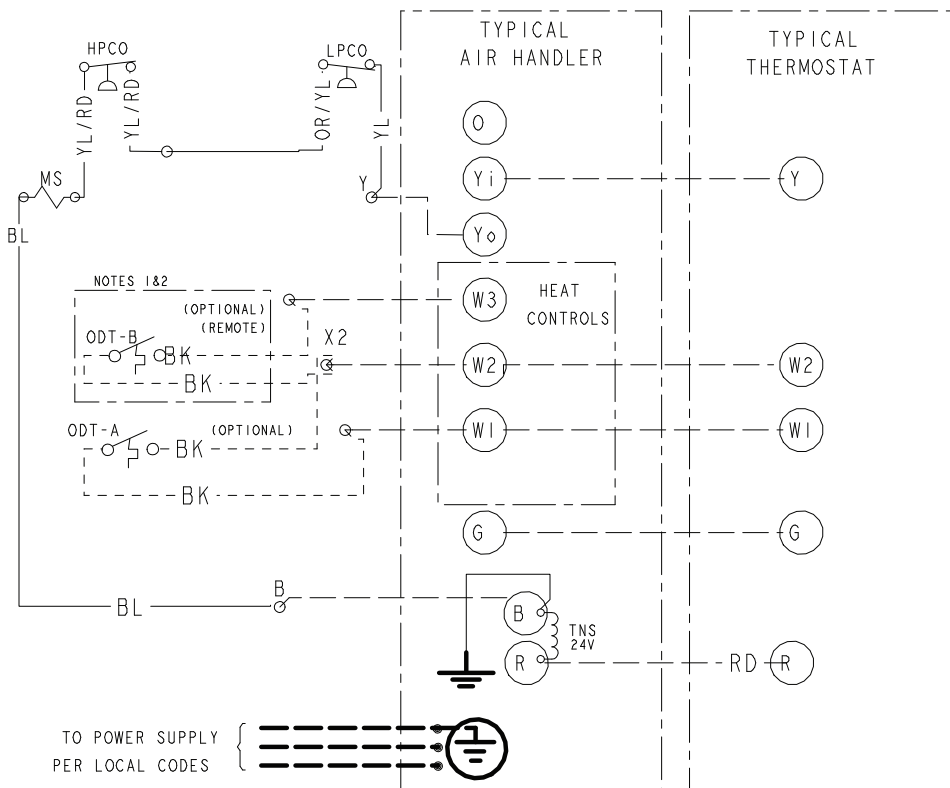 TYPICAL
AIR HANDLER
TYPICAL
THERMOSTAT
HPCO
LPCO
YL/RD
YL/RD
OR/YL
YL
O
MS
Y
Yi
Y
BL
Yo
NOTES 1&2
(OPTIONAL)
(REMOTE)
W3
HEAT
CONTROLS
ODT-B
BK
X2
BK
W2
W2
ODT-A
BK
(OPTIONAL)
W1
W1
BK
G
G
B
BL
B
TNS
24V
R
RD
R
TO POWER SUPPLY
PER LOCAL CODES